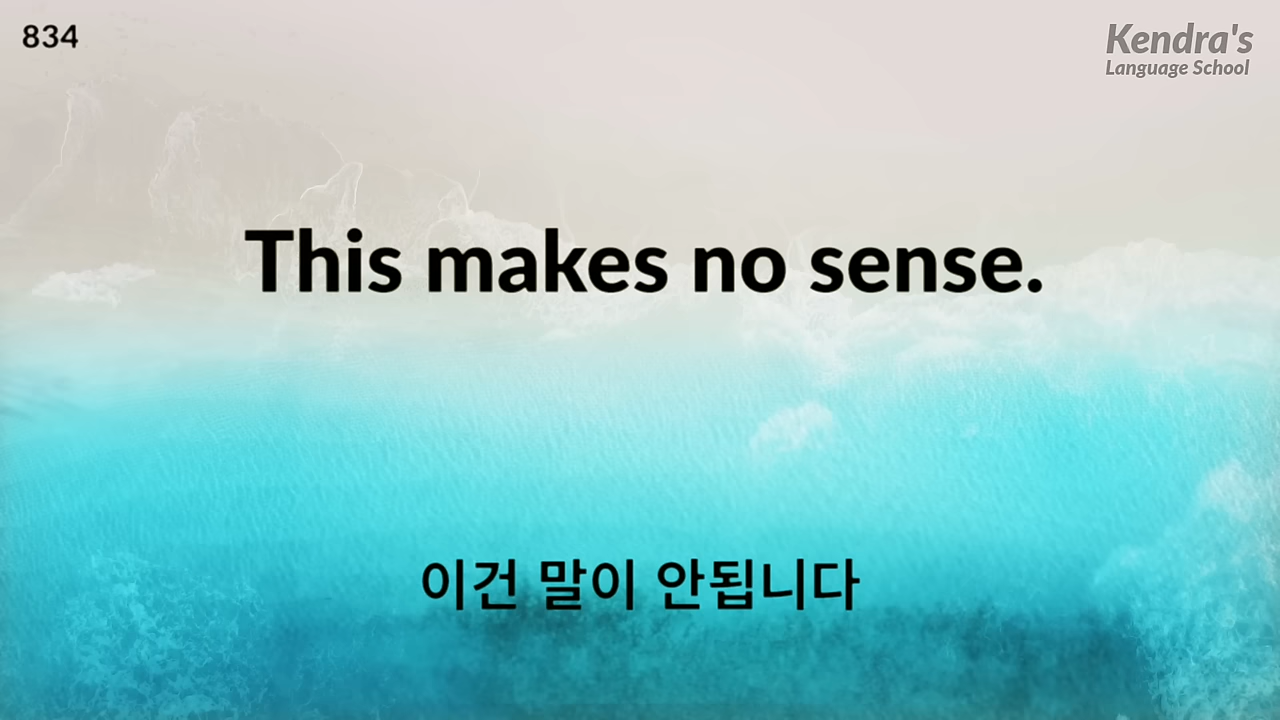 834
Kendra's
Language School
This makes no sense.
이건 말이 안됩니다